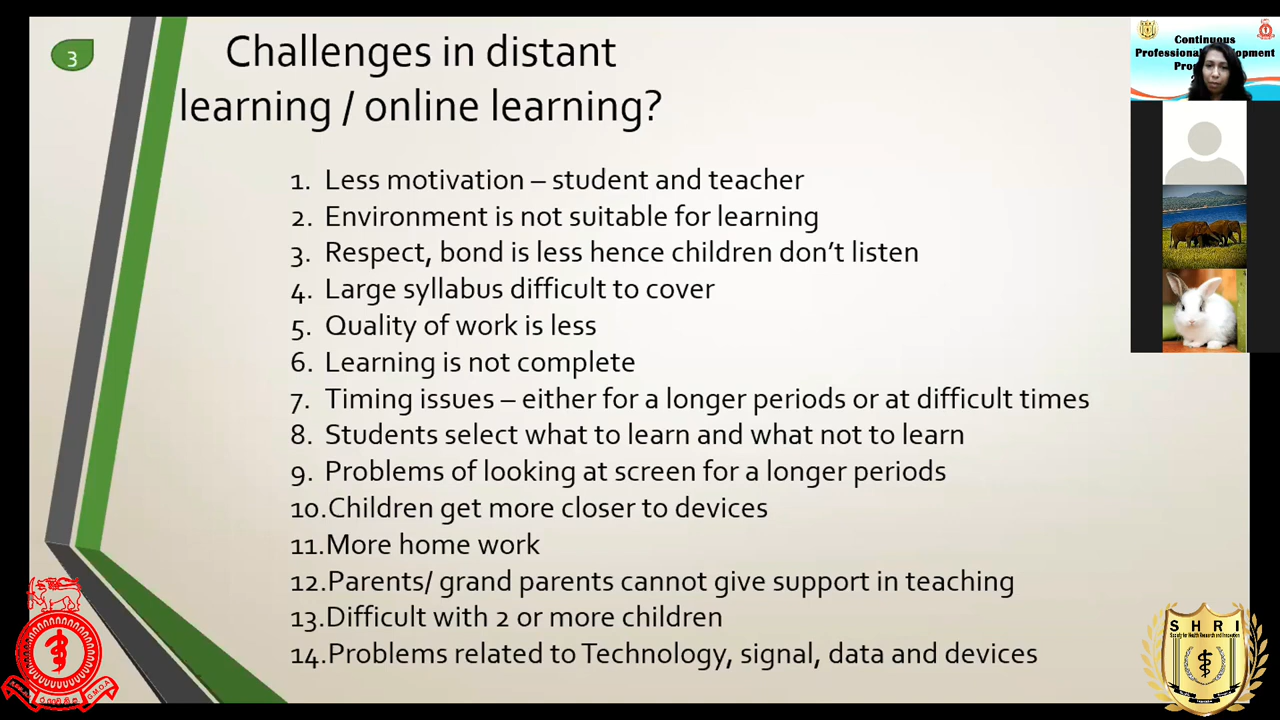 3
Challenges in distant
learning / online learning?
1. Less motivation – student and teacher
2. Environment is not suitable for learning
3. Respect, bond is less hence children don’t listen
4. Large syllabus difficult to cover
5. Quality of work is less
6. Learning is not complete
7. Timing issues – either for a longer periods or at difficult times
8. Students select what to learn and what not to learn
9. Problems of looking at screen for a longer periods
10.Children get more closer to devices
11.More home work
12.Parents/ grand parents cannot give support in teaching
13.Difficult with 2 or more children
14.Problems related to Technology, signal, data and devices
Continuous
G.M.O.A
S H R I
Society for Health Research and Innovation